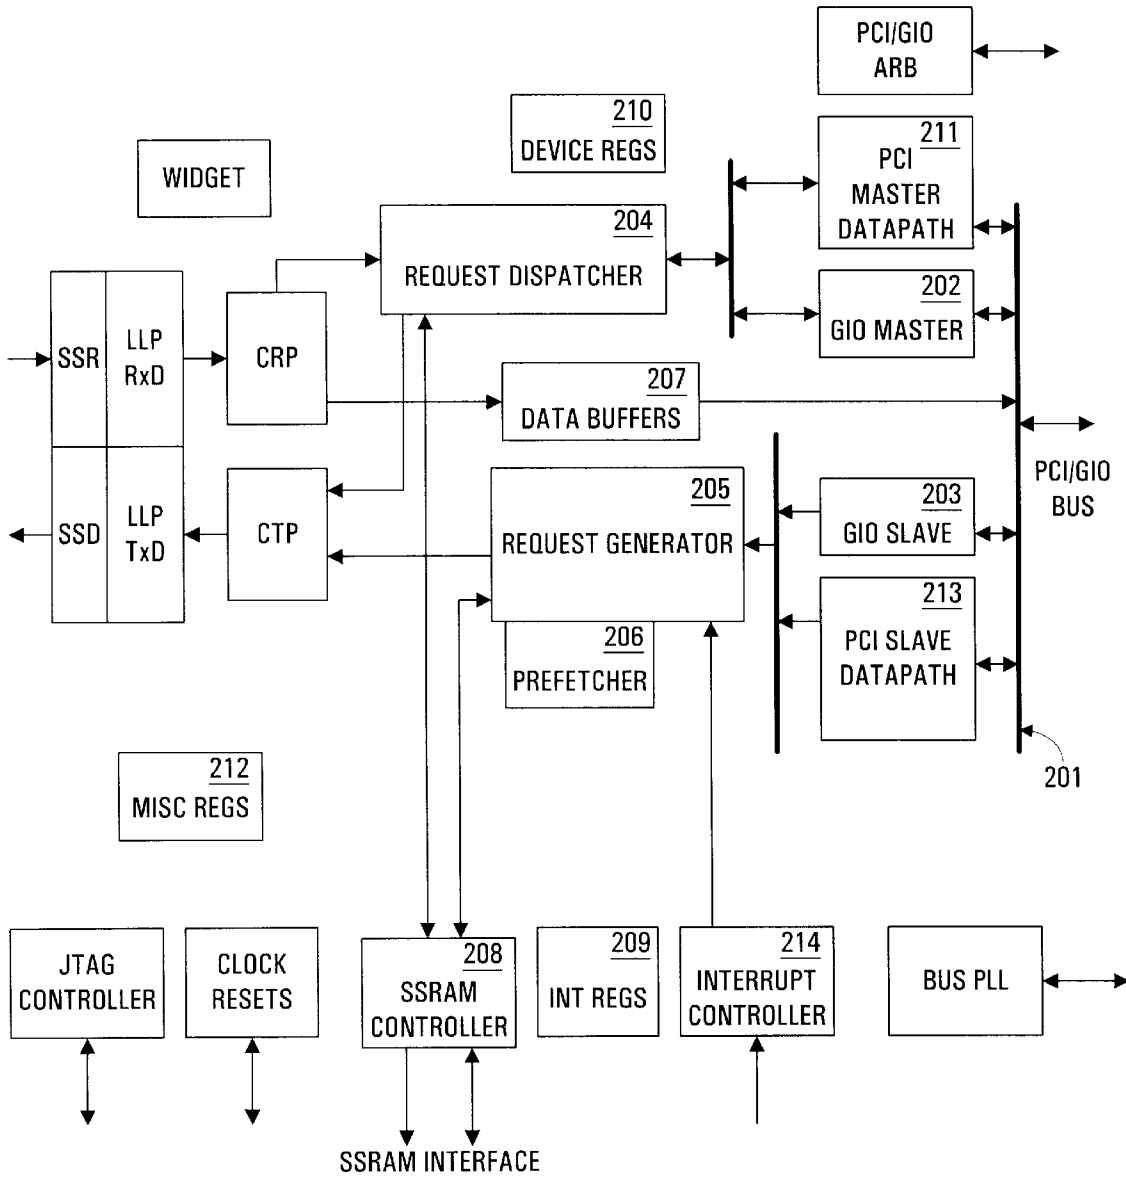 PCI/GIO
ARB
210
DEVICE REGS
211
PCI
MASTER
DATAPATH
WIDGET
204
REQUEST DISPATCHER
202
GIO MASTER
SSR
LLP
RxD
CRP
207
DATA BUFFERS
PCI/GIO
BUS
SSD
LLP
TxD
CTP
205
REQUEST GENERATOR
203
GIO SLAVE
206
PREFETCHER
213
PCI SLAVE
DATAPATH
201
212
MISC REGS
JTAG
CONTROLLER
CLOCK
RESETS
208
SSRAM
CONTROLLER
209
INT REGS
214
INTERRUPT
CONTROLLER
BUS PLL
SSRAM INTERFACE